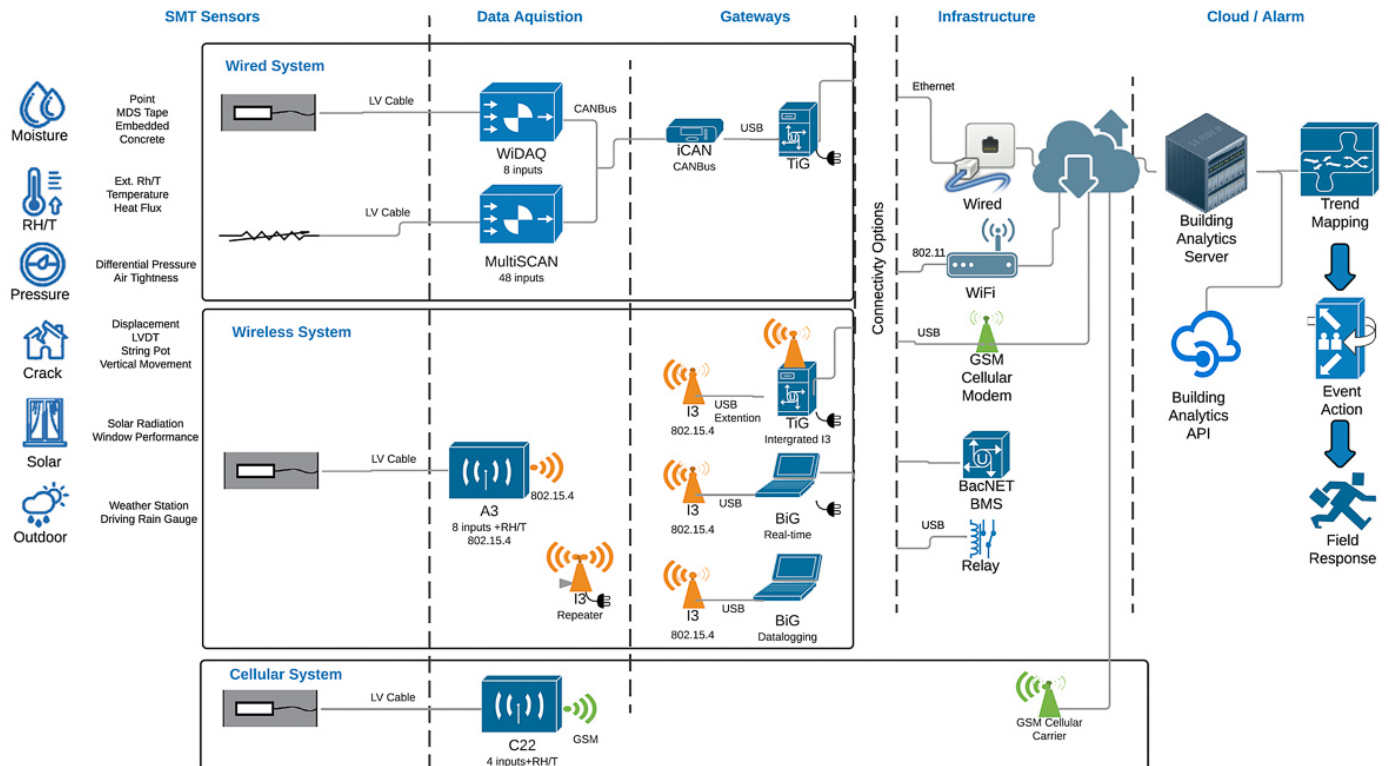 SMT Sensors
Data Aquistion
Gateways
Infrastructure
Cloud / Alarm
Moisture
Point
MDS Tape
Embedded
Concrete
RH/T
Ext. Rh/T
Temperature
Heat Flux
Pressure
Differential Pressure
Air Tightness
Crack
Displacement
LVDT
String Pot
Vertical Movement
Solar
Solar Radiation
Window Performance
Outdoor
Weather Station
Driving Rain Gauge
Wired System
LV Cable
WiDAQ
8 inputs
CANBus
LV Cable
MultiSCAN
48 inputs
iCAN
CANBus
USB
TiG
Wireless System
LV Cable
A3
8 inputs +RH/T
802.15.4
802.15.4
I3
Repeater
I3
802.15.4
USB
Extention
TiG
Intergrated I3
I3
802.15.4
USB
BiG
Real-time
I3
802.15.4
USB
BiG
Datalogging
Cellular System
LV Cable
C22
4 inputs+RH/T
GSM
GSM Cellular
Carrier
Connectivty Options
Ethernet
Wired
802.11
WiFi
USB
GSM
Cellular
Modem
BacNET
BMS
USB
Relay
SERVER
Building
Analytics
Server
Building
Analytics
API
Trend
Mapping
Event
Action
Field
Response